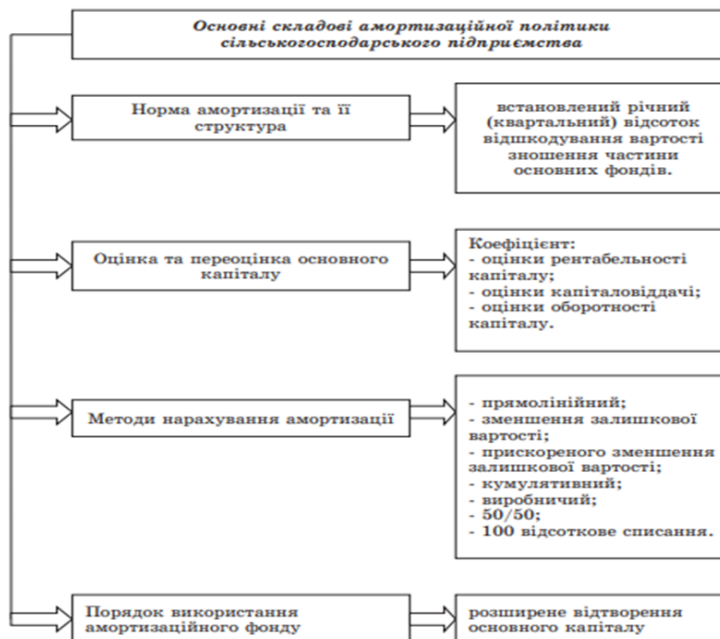 Основні складові амортизаційної політики
сільськогосподарського підприємства
Норма амортизації та її
структура
встановлений річний
(квартальний) відсоток
відшкодування вартості
зношення частини
основних фондів.
Оцінка та переоцінка основного
капіталу
Коефіцієнт:
- оцінки рентабельності
капіталу;
- оцінки капіталовіддачі;
- оцінки оборотності
капіталу.
Методи нарахування амортизації
- прямолінійний;
- зменшення залишкової
вартості;
- прискореного зменшення
залишкової вартості;
- кумулятивний;
- виробничий;
- 50/50;
- 100 відсоткове списання.
Порядок використання
амортизаційного фонду
розширене відтворення
основного капіталу